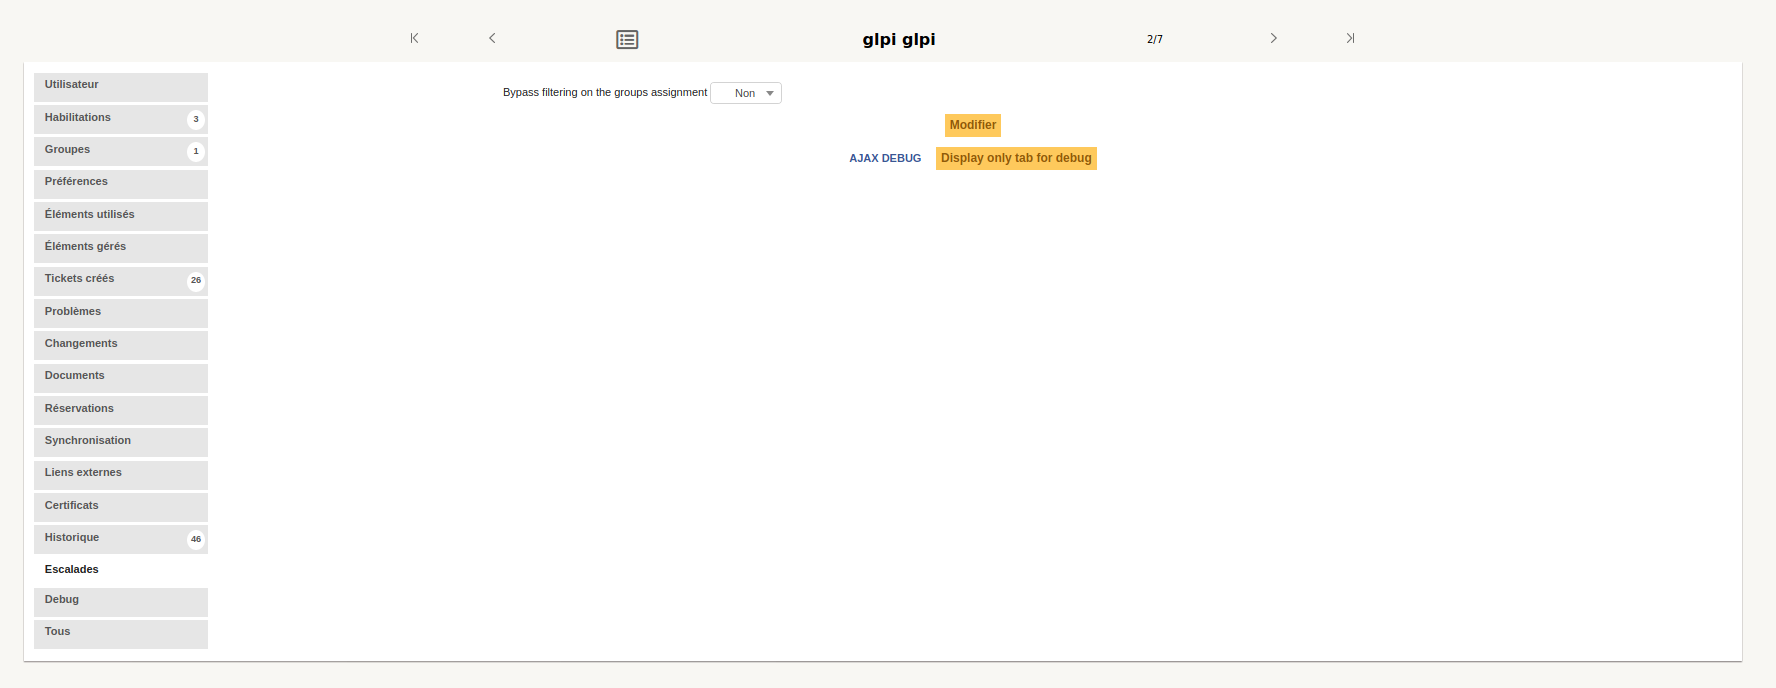 glpi glpi 2/7
Utilisateur
Habilitations 3
Groupes 1
Préférences
Éléments utilisés
Éléments gérés
Tickets créés 26
Problèmes
Changements
Documents
Réservations
Synchronisation
Liens externes
Certificats
Historique 46
Escalades
Debug
Tous
Bypass filtering on the groups assignment Non
Modifier
AJAX DEBUG Display only tab for debug